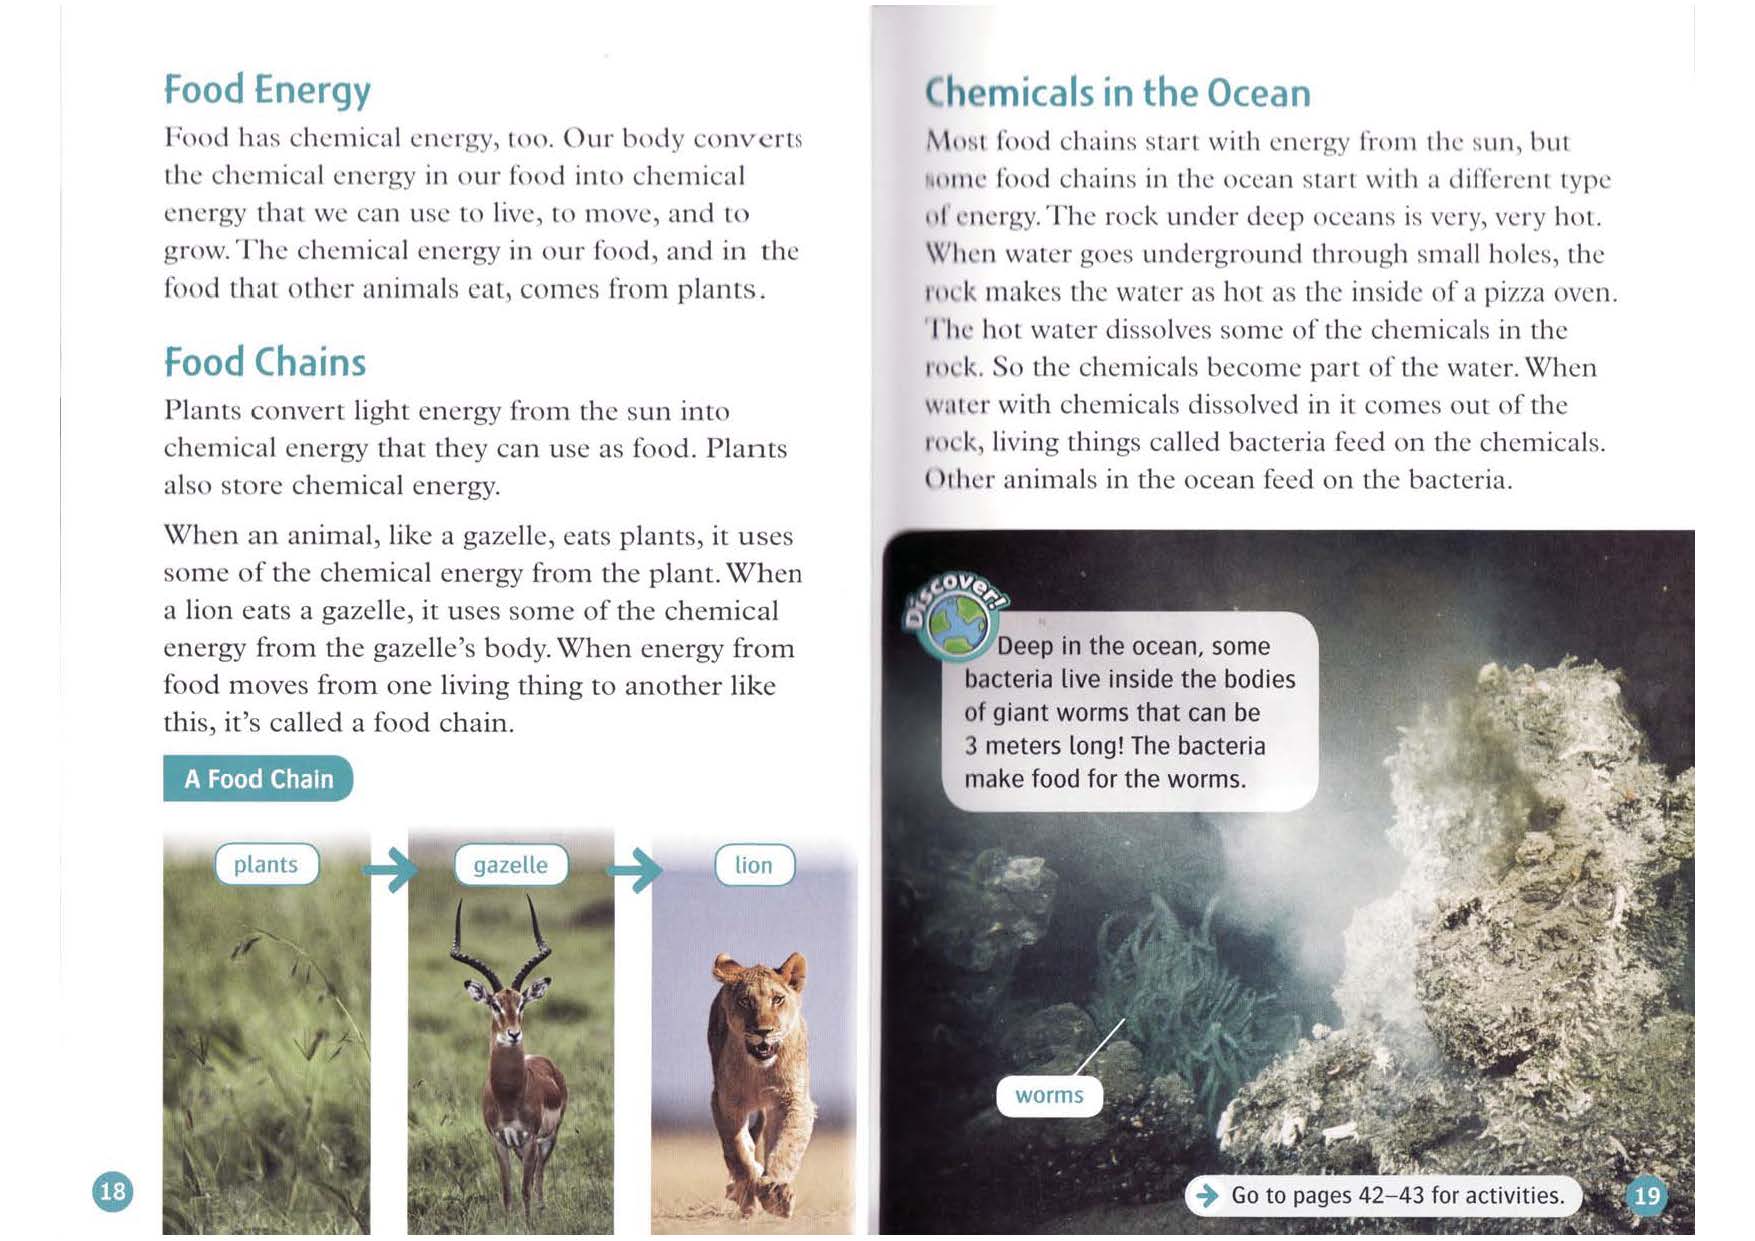 Food Energy
Food has chemical energy, too. Our body converts
the chemical energy in our food into chemical
energy that we can use to live, to move, and to
grow. The chemical energy in our food, and in the
food that other animals eat, comes from plants.
Food Chains
Plants convert light energy from the sun into
chemical energy that they can use as food. Plants
also store chemical energy.
When an animal, like a gazelle, eats plants, it uses
some of the chemical energy from the plant. When
a lion eats a gazelle, it uses some of the chemical
energy from the gazelle's body. When energy from
food moves from one living thing to another like
this, it's called a food chain.
A Food Chain
plants
gazelle
lion
18
Chemicals in the Ocean
Most food chains start with energy from the sun, but
some food chains in the ocean start with a different type
of energy. The rock under deep oceans is very, very hot.
When water goes underground through small holes, the
rock makes the water as hot as the inside of a pizza oven.
The hot water dissolves some of the chemicals in the
rock. So the chemicals become part of the water. When
water with chemicals dissolved in it comes out of the
rock, living things called bacteria feed on the chemicals.
Other animals in the ocean feed on the bacteria.
Discover!
Deep in the ocean, some
bacteria live inside the bodies
of giant worms that can be
3 meters long! The bacteria
make food for the worms.
worms
Go to pages 42–43 for activities.
19